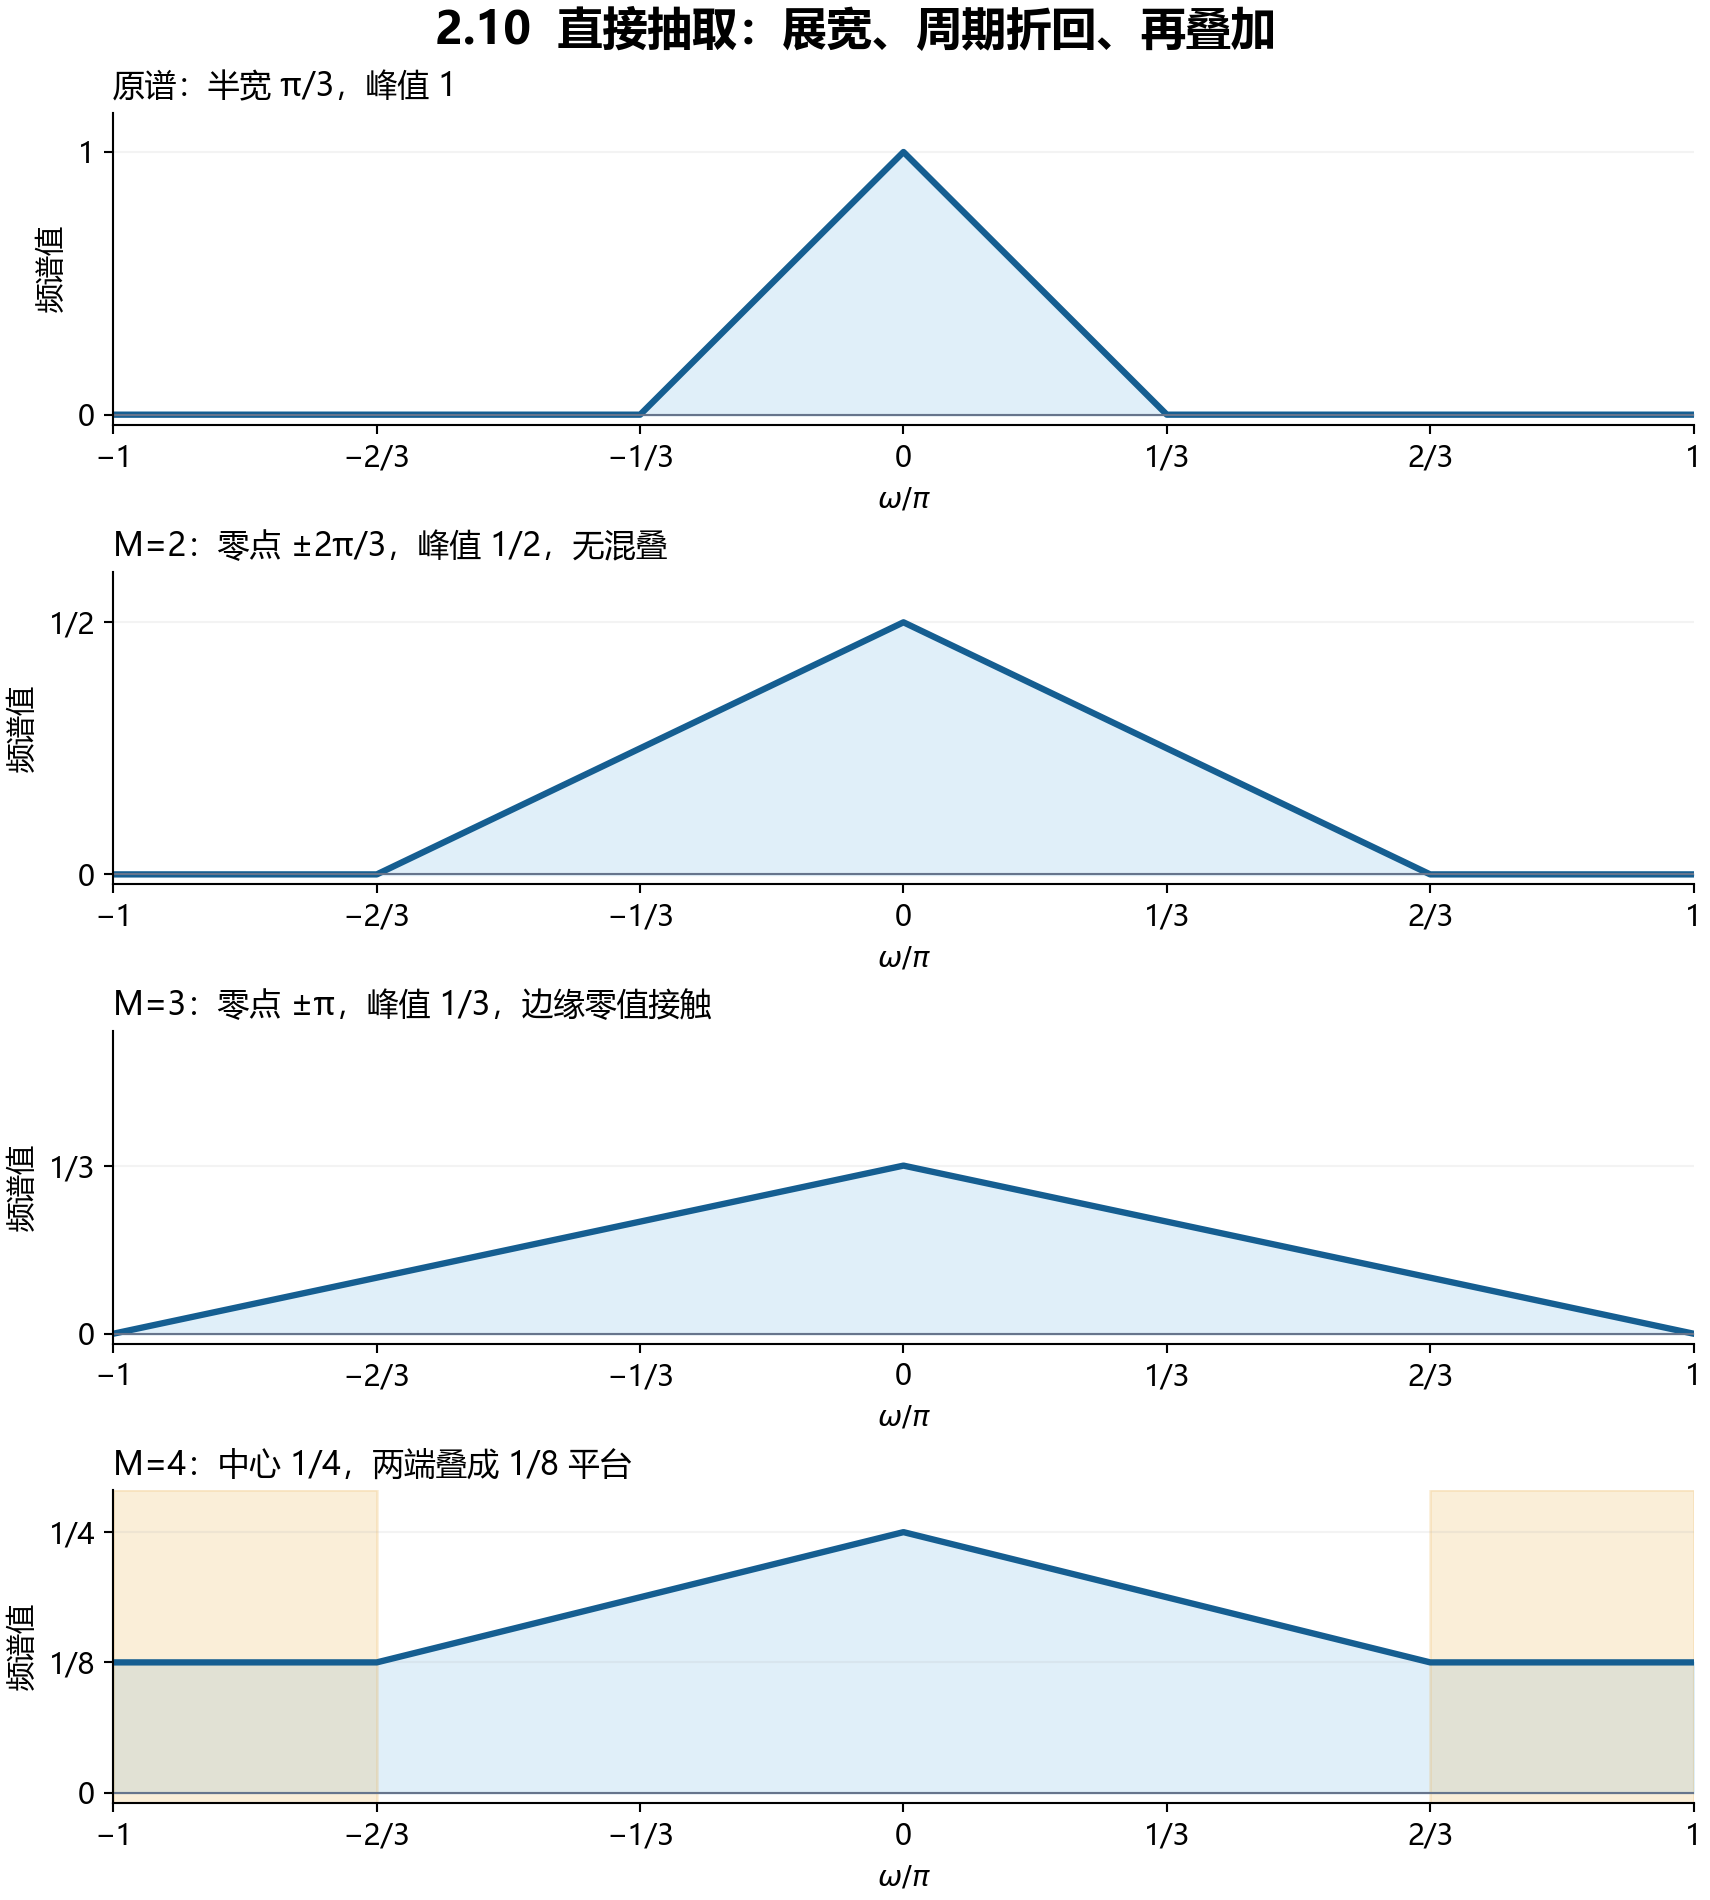 2.10 直接抽取：展宽、周期折回、再叠加
原谱：半宽 π/3，峰值 1
1
频谱值
0
−1 −2/3 −1/3 0 1/3 2/3 1
ω/π
M=2：零点 ±2π/3，峰值 1/2，无混叠
1/2
频谱值
0
−1 −2/3 −1/3 0 1/3 2/3 1
ω/π
M=3：零点 ±π，峰值 1/3，边缘零值接触
1/3
频谱值
0
−1 −2/3 −1/3 0 1/3 2/3 1
ω/π
M=4：中心 1/4，两端叠成 1/8 平台
1/4
频谱值
1/8
0
−1 −2/3 −1/3 0 1/3 2/3 1
ω/π